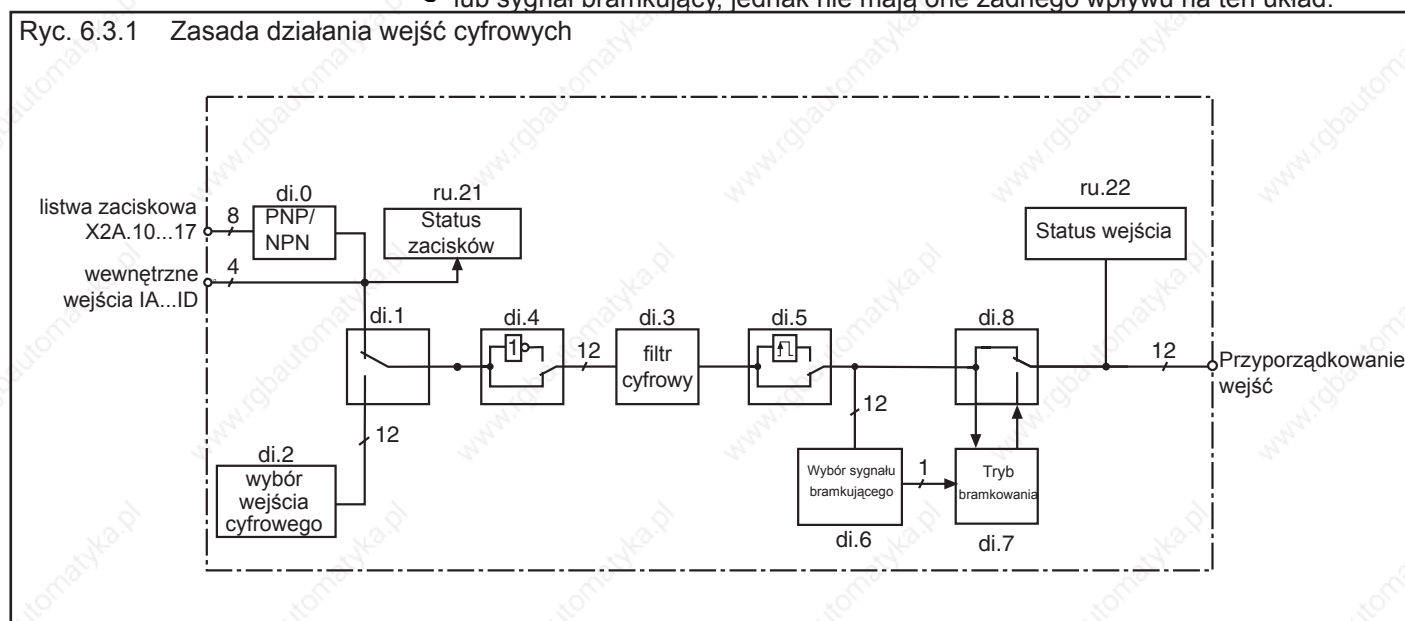 lub sygnał bramkujący, jednak nie mają one żadnego wpływu na ten układ.
Ryc. 6.3.1 Zasada działania wejść cyfrowych
listwa zaciskowa
X2A.10...17
8
di.0
PNP/
NPN
ru.21
Status
zacisków
ru.22
Status wejścia
wewnętrzne
wejścia IA...ID
4
di.1
di.4
1
12
di.3
filtr
cyfrowy
di.5
di.8
12
Przyporządkowanie
wejść
12
di.2
wybór
wejścia
cyfrowego
12
Wybór sygnału
bramkującego
di.6
1
Tryb
bramkowania
di.7
www.rgbautomatyka.pl